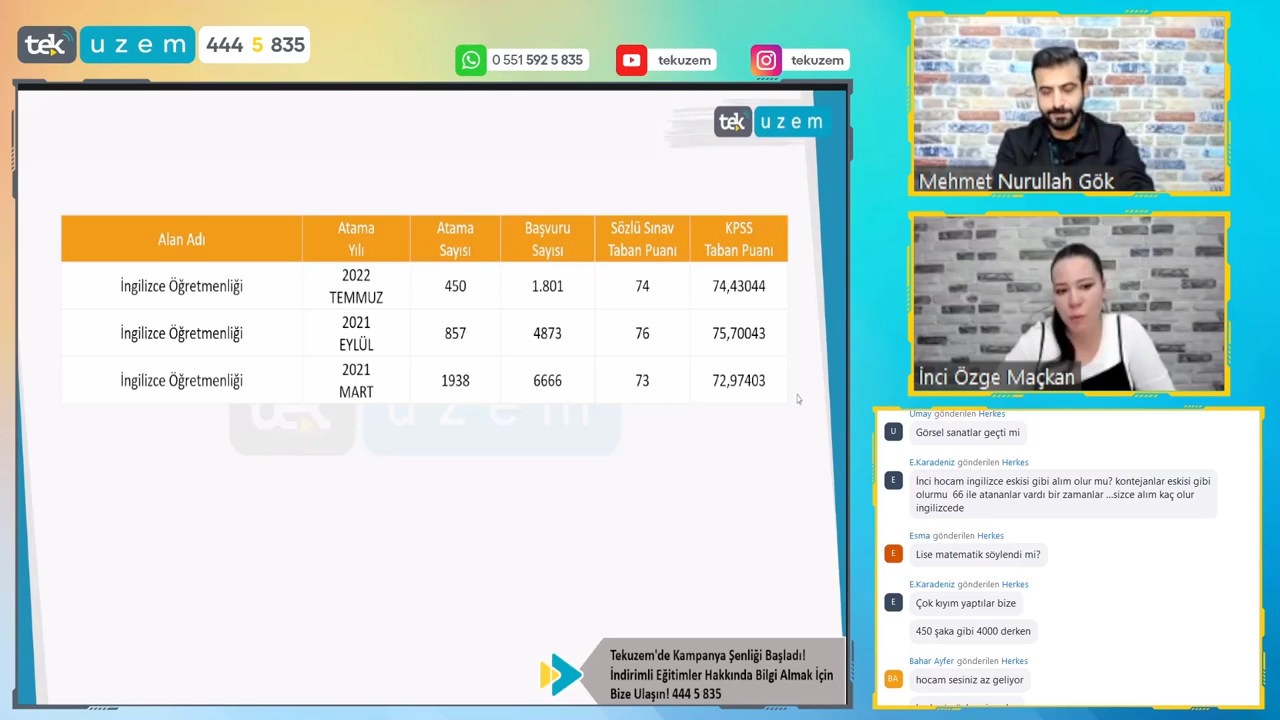 tek uzem 444 5 835
0 551 592 5 835
tekuzem
tekuzem
tek uzem
Alan Adı
Atama Yılı
Atama Sayısı
Başvuru Sayısı
Sözlü Sınav Taban Puanı
KPSS Taban Puanı
İngilizce Öğretmenliği 2022 TEMMUZ 450 1.801 74 74,43044
İngilizce Öğretmenliği 2021 EYLÜL 857 4873 76 75,70043
İngilizce Öğretmenliği 2021 MART 1938 6666 73 72,97403
tek uzem
Tekuzem'de Kampanya Şenliği Başladı!
İndirimli Eğitimler Hakkında Bilgi Almak İçin
Bize Ulaşın! 444 5 835
Mehmet Nurullah Gök
İnci Özge Maçkan
Umay gönderilen Herkes
U
Görsel sanatlar geçti mi
E.Karadeniz gönderilen Herkes
E
İnci hocam ingilizce eskisi gibi alım olur mu? kontejanlar eskisi gibi
olurmu 66 ile atananlar vardı bir zamanlar ...sizce alım kaç olur
ingilizcede
Esma gönderilen Herkes
E
Lise matematik söylendi mi?
E.Karadeniz gönderilen Herkes
E
Çok kıyım yaptılar bize
450 şaka gibi 4000 derken
Bahar Ayfer gönderilen Herkes
BA
hocam sesiniz az geliyor